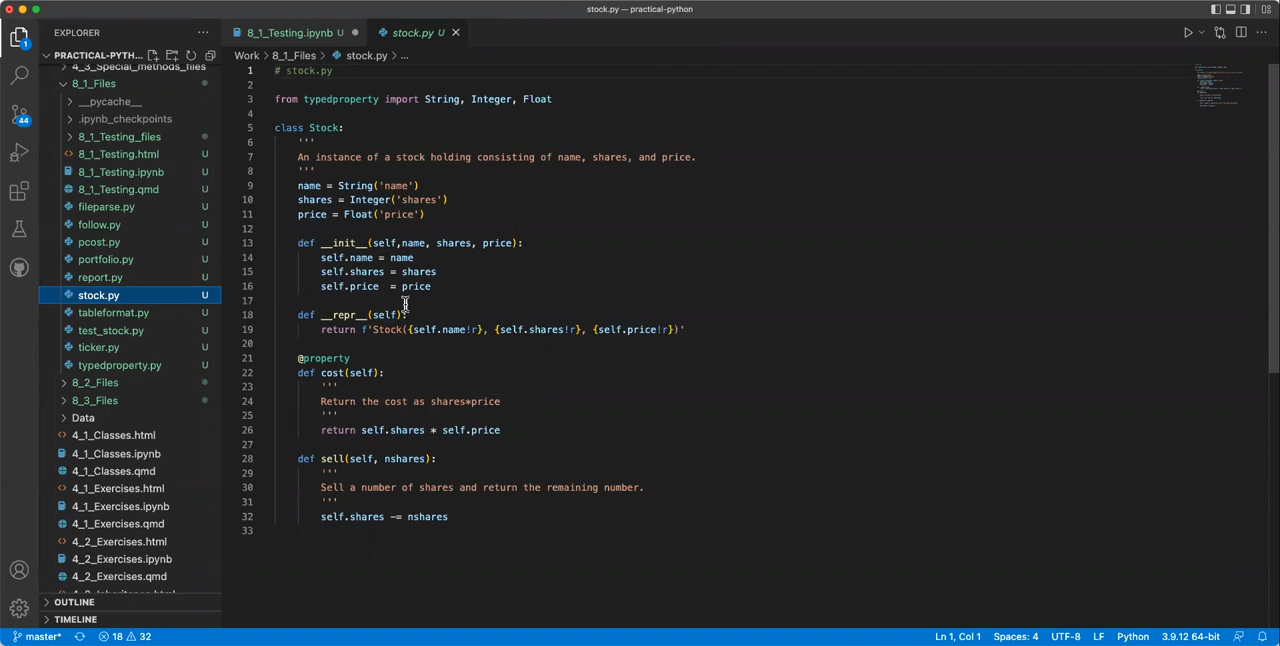 stock.py — practical-python
EXPLORER
8_1_Testing.ipynb U
stock.py U
PRACTICAL-PYTH...
Work > 8_1_Files > stock.py > ...
4_3_Special_methods_files
8_1_Files
__pycache__
.ipynb_checkpoints
8_1_Testing_files
8_1_Testing.html U
8_1_Testing.ipynb U
8_1_Testing.qmd U
fileparse.py U
follow.py U
pcost.py U
portfolio.py U
report.py U
stock.py U
tableformat.py U
test_stock.py U
ticker.py U
typedproperty.py U
8_2_Files
8_3_Files
Data
4_1_Classes.html U
4_1_Classes.ipynb U
4_1_Classes.qmd U
4_1_Exercises.html U
4_1_Exercises.ipynb U
4_1_Exercises.qmd U
4_2_Exercises.html U
4_2_Exercises.ipynb U
4_2_Exercises.qmd U
OUTLINE
TIMELINE
1
44
1 # stock.py
2
3 from typedproperty import String, Integer, Float
4
5 class Stock:
6 '''
7 An instance of a stock holding consisting of name, shares, and price.
8 '''
9 name = String('name')
10 shares = Integer('shares')
11 price = Float('price')
12
13 def __init__(self,name, shares, price):
14 self.name = name
15 self.shares = shares
16 self.price  = price
17
18 def __repr__(self):
19 return f'Stock({self.name!r}, {self.shares!r}, {self.price!r})'
20
21 @property
22 def cost(self):
23 '''
24 Return the cost as shares*price
25 '''
26 return self.shares * self.price
27
28 def sell(self, nshares):
29 '''
30 Sell a number of shares and return the remaining number.
31 '''
32 self.shares -= nshares
33
master* 18 32 Ln 1, Col 1 Spaces: 4 UTF-8 LF Python 3.9.12 64-bit